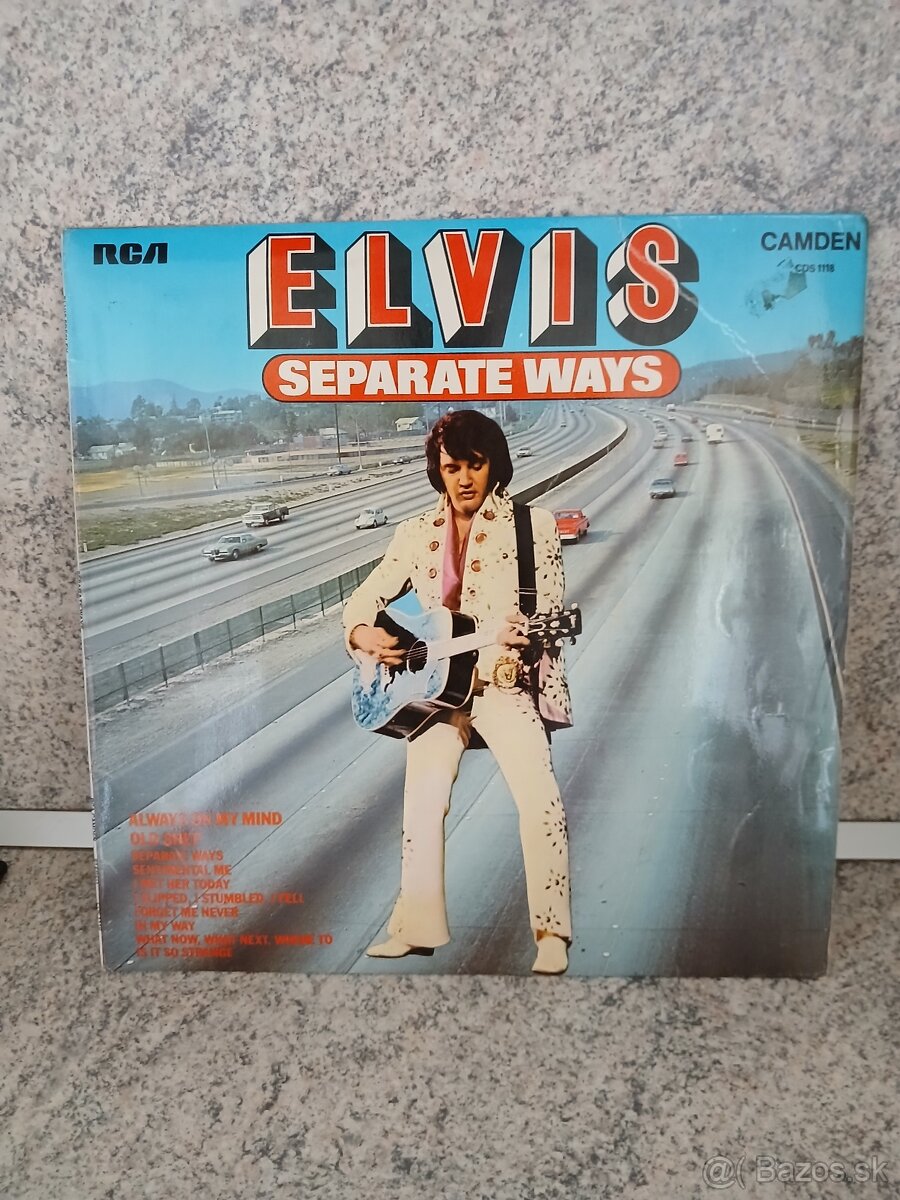 RCA
ELVIS
CAMDEN
CDS 1118
SEPARATE WAYS
ALWAYS ON MY MIND
OLD SHEP
SEPARATE WAYS
SENTIMENTAL ME
I MET HER TODAY
I SLIPPED, I STUMBLED, I FELL
FORGET ME NEVER
IN MY WAY
WHAT NOW, WHAT NEXT, WHERE TO
IS IT SO STRANGE
@( Bazos.sk